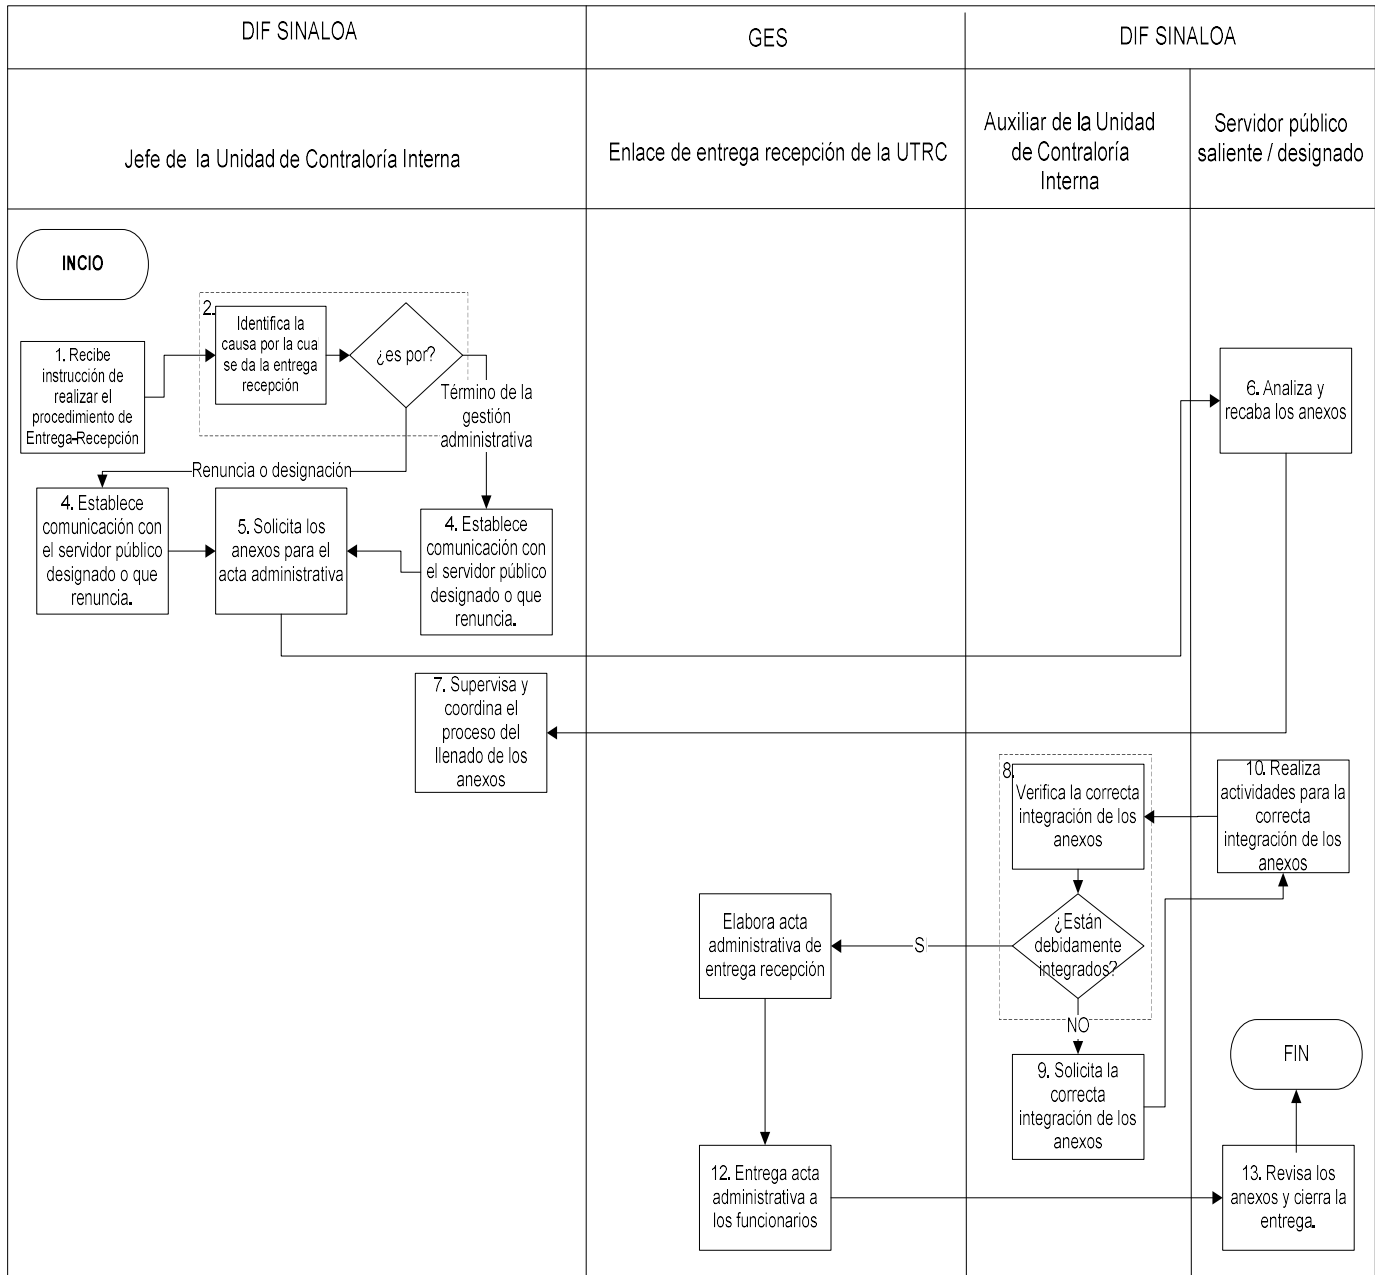 DIF SINALOA
GES
DIF SINALOA
Jefe de la Unidad de Contraloría Interna
Enlace de entrega recepción de la UTRC
Auxiliar de la Unidad
de Contraloría
Interna
Servidor público
saliente / designado
INCIO
1. Recibe
instrucción de
realizar el
procedimiento de
Entrega-Recepción
2.
Identifica la
causa por la cua
se da la entrega
recepción
¿es por?
Término de la
gestión
administrativa
Renuncia o designación
4. Establece
comunicación con
el servidor público
designado o que
renuncia.
5. Solicita los
anexos para el
acta administrativa
4. Establece
comunicación con
el servidor público
designado o que
renuncia.
6. Analiza y
recaba los anexos
7. Supervisa y
coordina el
proceso del
llenado de los
anexos
8.
Verifica la correcta
integración de los
anexos
10. Realiza
actividades para la
correcta
integración de los
anexos
¿Están
debidamente
integrados?
SI
Elabora acta
administrativa de
entrega recepción
NO
9. Solicita la
correcta
integración de los
anexos
FIN
12. Entrega acta
administrativa a
los funcionarios
13. Revisa los
anexos y cierra la
entrega.